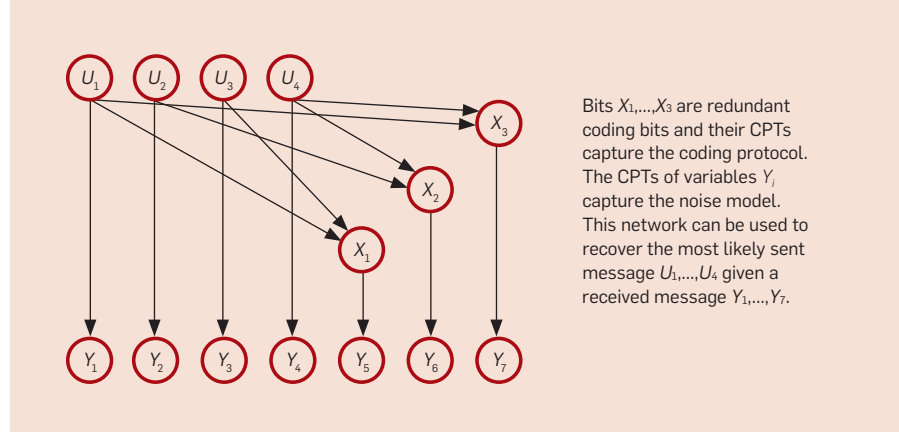 U1 U2 U3 U4
X3
X2
X1
Y1 Y2 Y3 Y4 Y5 Y6 Y7
Bits X1,...,X3 are redundant
coding bits and their CPTs
capture the coding protocol.
The CPTs of variables Yi
capture the noise model.
This network can be used to
recover the most likely sent
message U1,...,U4 given a
received message Y1,...,Y7.